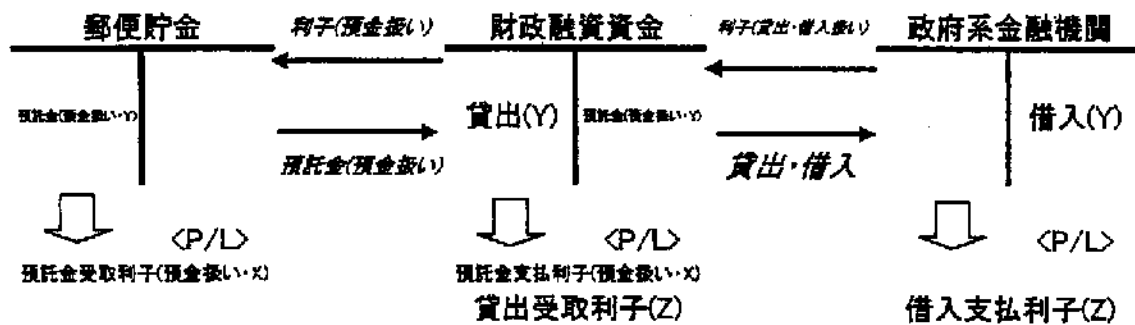 郵便貯金 利子(預金扱い) 財政融資資金 利子(貸出・借入扱い) 政府系金融機関
預託金(預金扱い・Y) 貸出(Y) 預託金(預金扱い・Y) 借入(Y)
預託金(預金扱い) 貸出・借入
<P/L> <P/L> <P/L>
預託金受取利子(預金扱い・X) 預託金支払利子(預金扱い・X)
貸出受取利子(Z) 借入支払利子(Z)